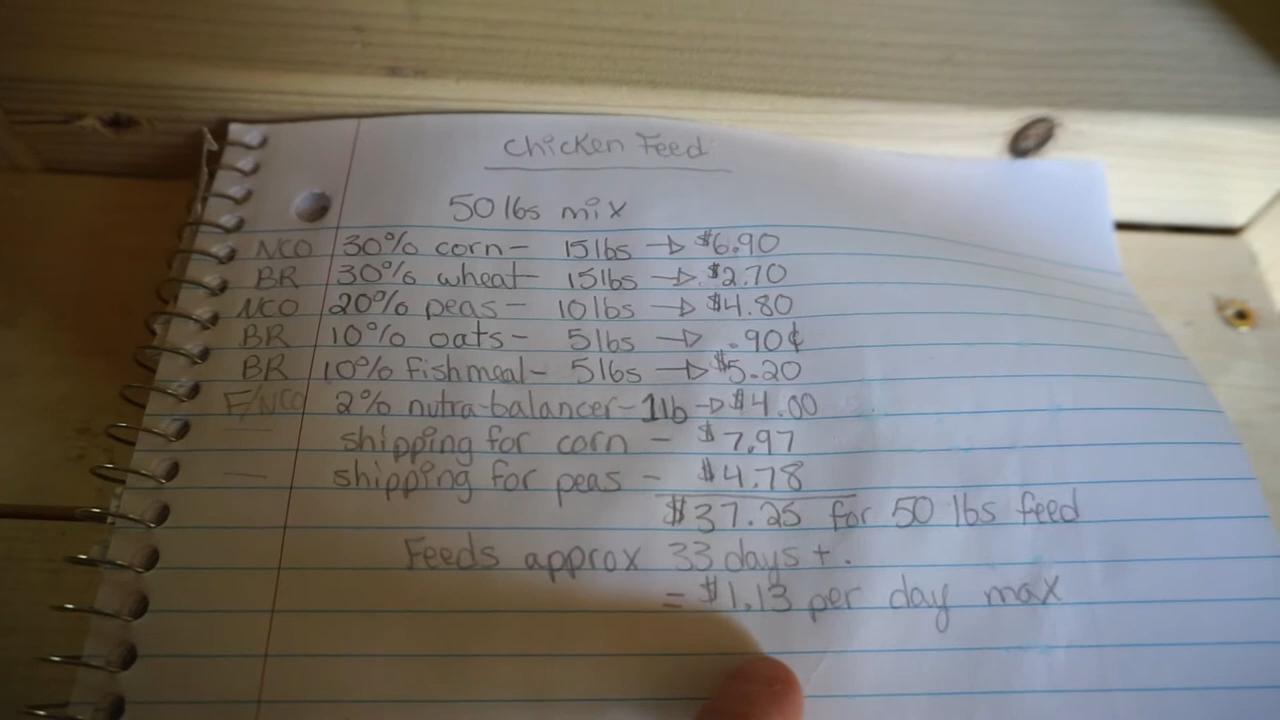 Chicken Feed
50 lbs mix
NCO 30% corn - 15lbs → $6.90
BR 30% wheat - 15lbs → $2.70
NCO 20% peas - 10lbs → $4.80
BR 10% oats - 5lbs → .90¢
BR 10% fishmeal - 5lbs → $5.20
F/NCO 2% nutra-balancer - 1lb → $4.00
shipping for corn - $7.97
shipping for peas - $4.78
$37.25 for 50 lbs feed
Feeds approx 33 days +.
= $1.13 per day max